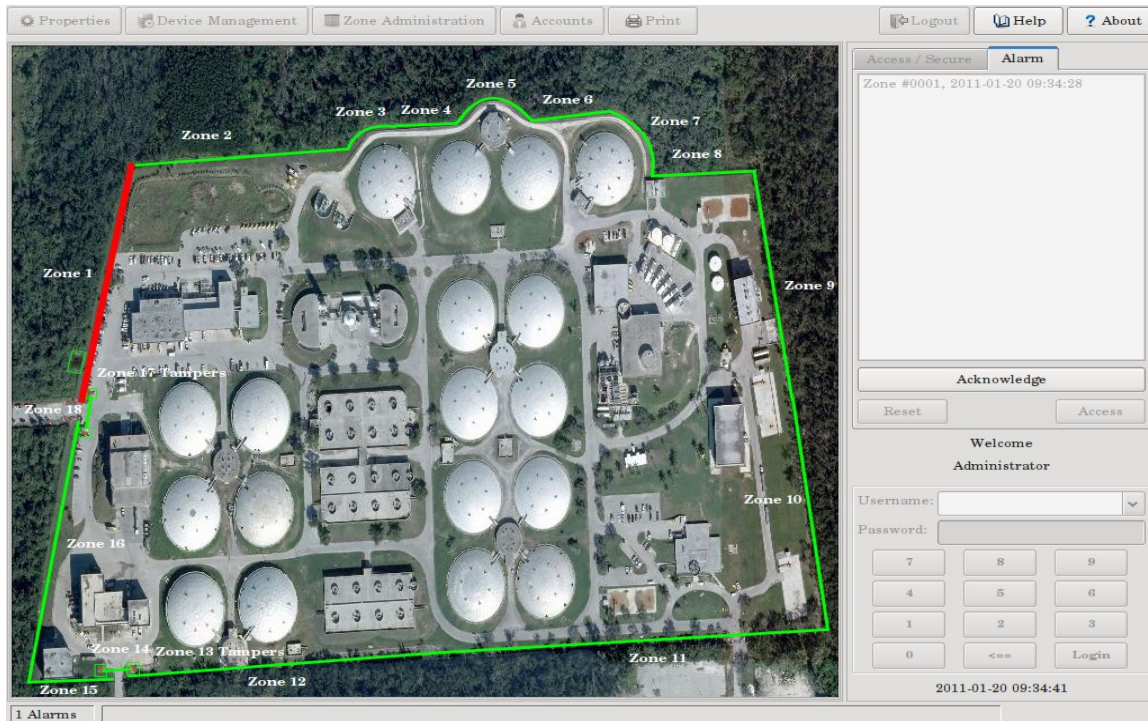 Properties
Device Management
Zone Administration
Accounts
Print
Logout
Help
? About
Access / Secure
Alarm
Zone #0001, 2011-01-20 09:34:28
Zone 5
Zone 3
Zone 4
Zone 6
Zone 7
Zone 2
Zone 8
Zone 1
Zone 9
Zone 17 Tampers
Zone 18
Zone 10
Zone 16
Zone 14
Zone 13 Tampers
Zone 11
Zone 15
Zone 12
Acknowledge
Reset
Access
Welcome
Administrator
Username:
Password:
7 8 9
4 5 6
1 2 3
0 <== Login
2011-01-20 09:34:41
1 Alarms